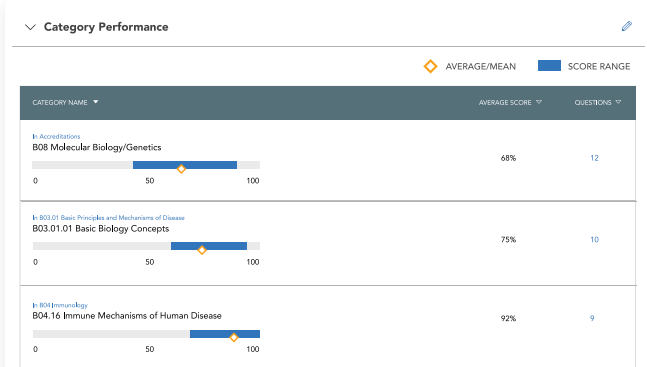 Category Performance
AVERAGE/MEAN SCORE RANGE
CATEGORY NAME AVERAGE SCORE QUESTIONS
In Accreditations
B08 Molecular Biology/Genetics
68% 12
0 50 100
In B03.01 Basic Principles and Mechanisms of Disease
B03.01.01 Basic Biology Concepts
75% 10
0 50 100
In B04 Immunology
B04.16 Immune Mechanisms of Human Disease
92% 9
0 50 100